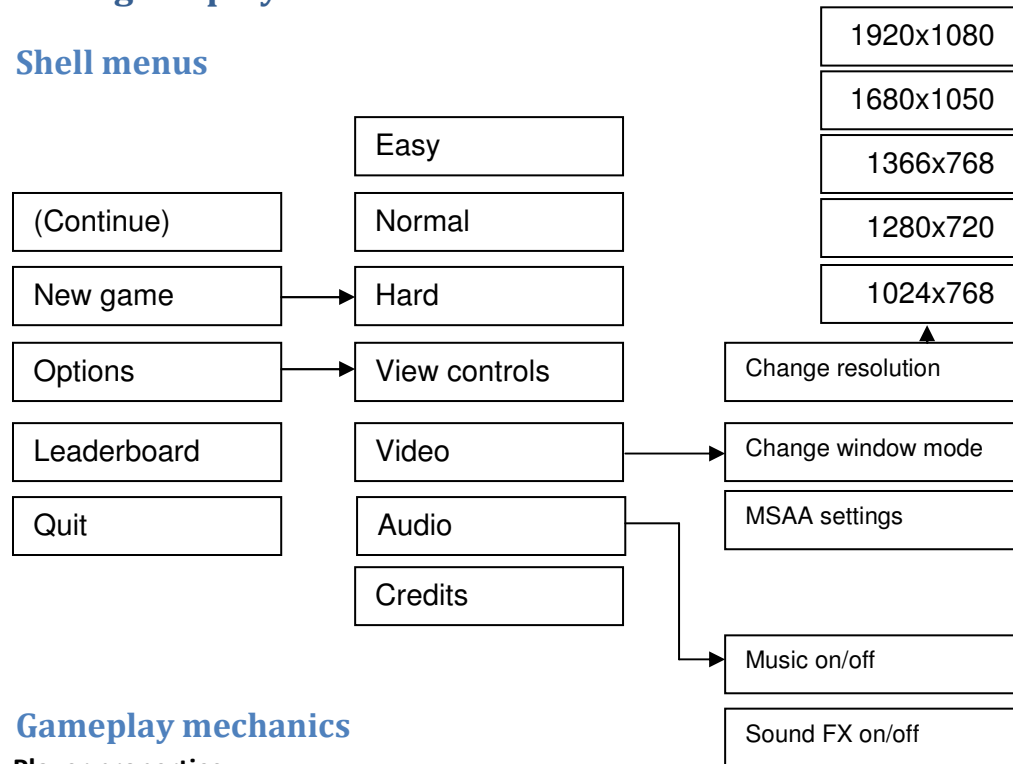 Shell menus
(Continue)
New game
Options
Leaderboard
Quit
Easy
Normal
Hard
View controls
Video
Audio
Credits
1920x1080
1680x1050
1366x768
1280x720
1024x768
Change resolution
Change window mode
MSAA settings
Music on/off
Sound FX on/off
Gameplay mechanics